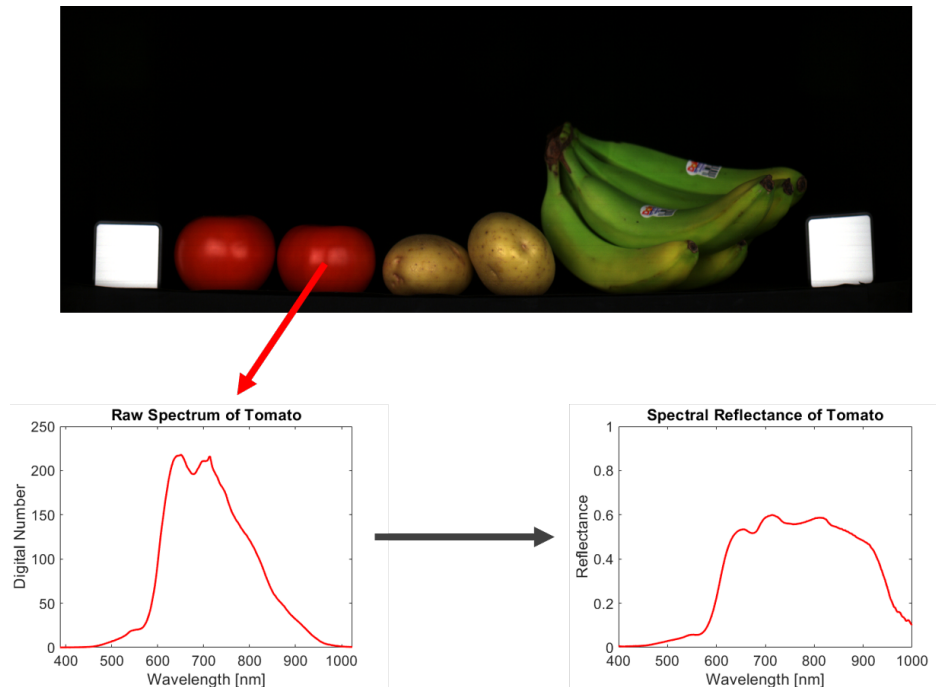 Raw Spectrum of Tomato
250
200
150
100
50
0
Digital Number
400 500 600 700 800 900 1000
Wavelength [nm]
Spectral Reflectance of Tomato
1
0.8
0.6
0.4
0.2
0
Reflectance
400 500 600 700 800 900 1000
Wavelength [nm]